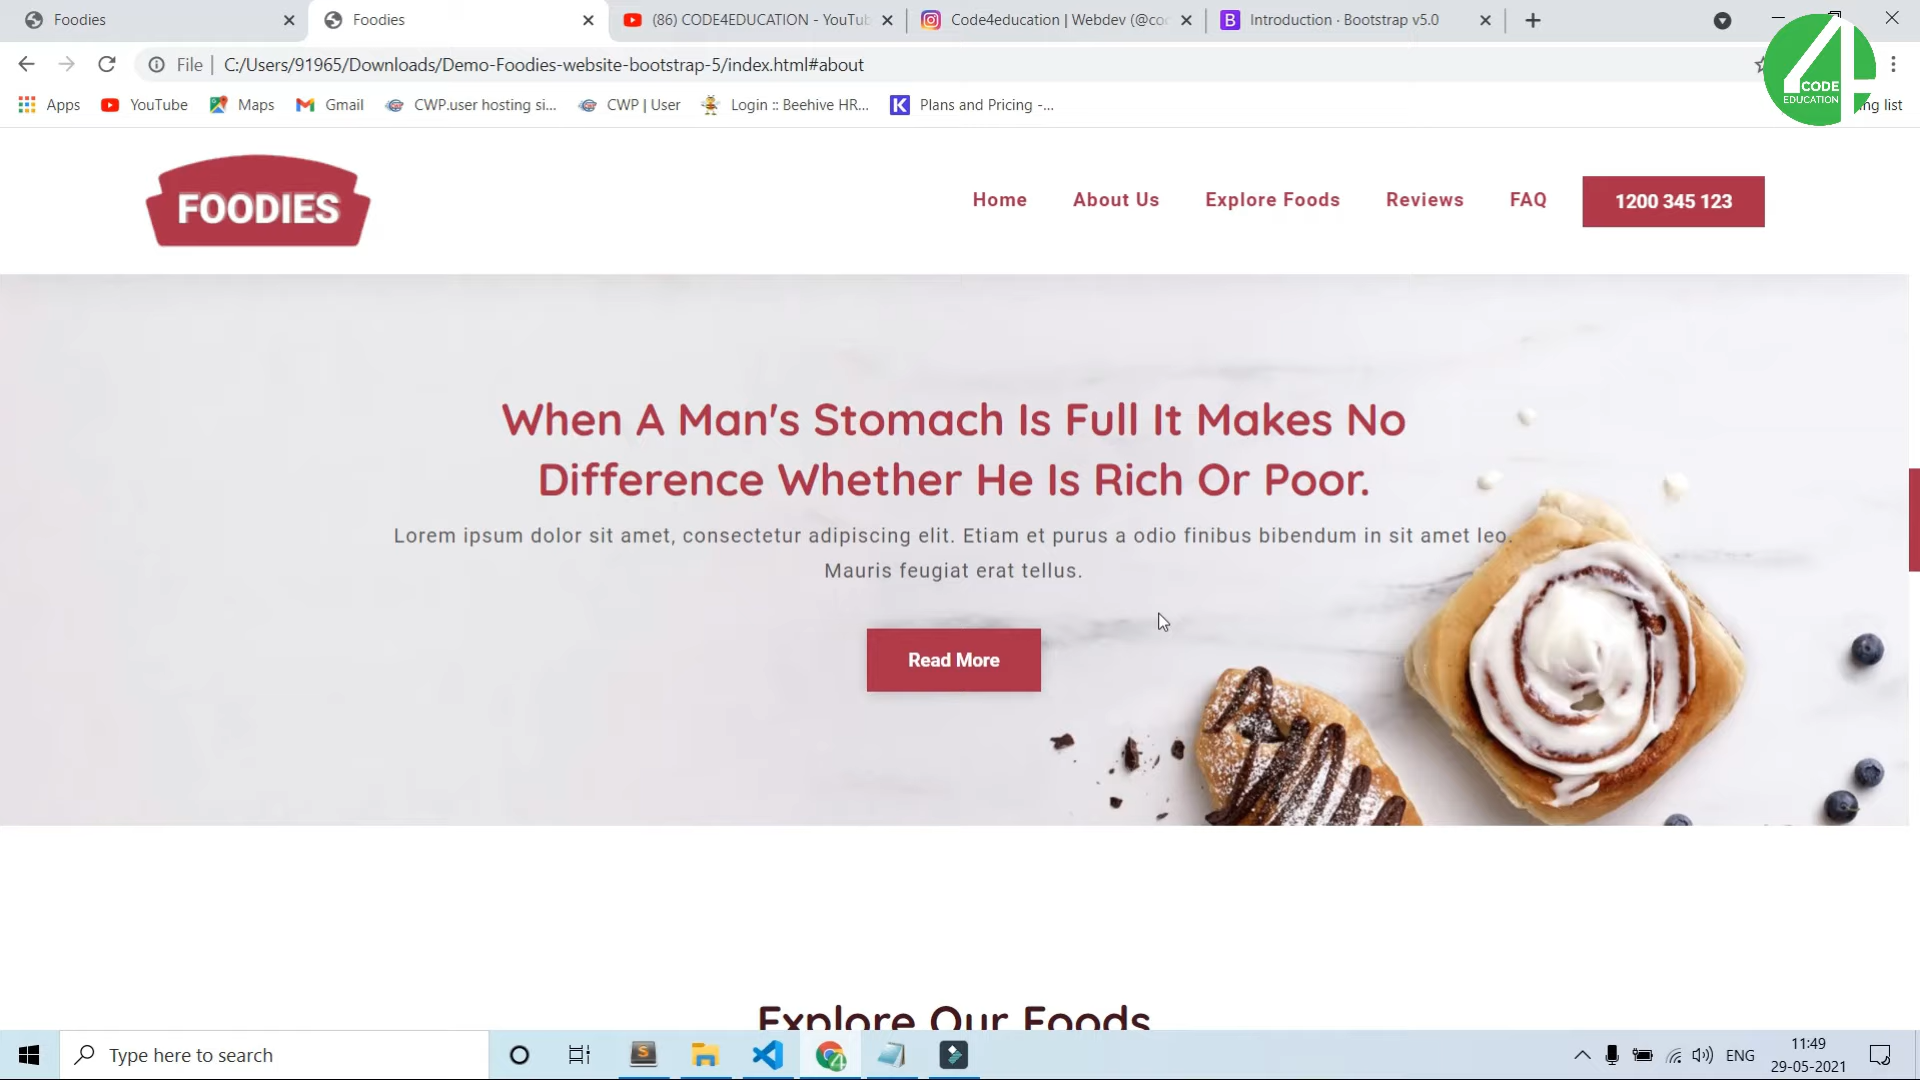 Foodies
Foodies
(86) CODE4EDUCATION - YouTub
Code4education | Webdev (@co
Introduction · Bootstrap v5.0
File | C:/Users/91965/Downloads/Demo-Foodies-website-bootstrap-5/index.html#about
Apps
YouTube
Maps
Gmail
CWP.user hosting si...
CWP | User
Login :: Beehive HR...
Plans and Pricing -...
ng list
4
CODE
EDUCATION
FOODIES
Home
About Us
Explore Foods
Reviews
FAQ
1200 345 123
When A Man's Stomach Is Full It Makes No
Difference Whether He Is Rich Or Poor.
Lorem ipsum dolor sit amet, consectetur adipiscing elit. Etiam et purus a odio finibus bibendum in sit amet leo.
Mauris feugiat erat tellus.
Read More
Explore Our Foods
Type here to search
ENG
11:49
29-05-2021